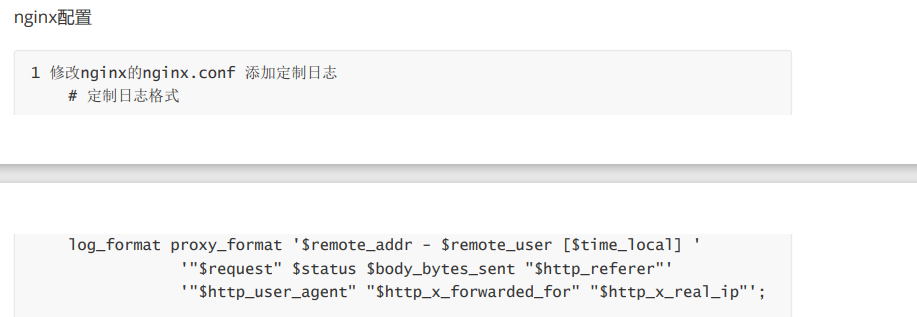 nginx配置
1 修改nginx的nginx.conf 添加定制日志
# 定制日志格式
log_format proxy_format '$remote_addr - $remote_user [$time_local] '
'"$request" $status $body_bytes_sent "$http_referer"'
'"$http_user_agent" "$http_x_forwarded_for" "$http_x_real_ip"';